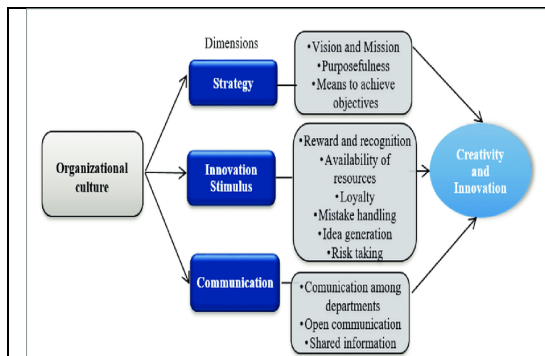 Dimensions
Organizational
culture
Strategy
•Vision and Mission
•Purposefulness
•Means to achieve
objectives
Innovation
Stimulus
•Reward and recognition
•Availability of
resources
•Loyalty
•Mistake handling
•Idea generation
•Risk taking
Communication
•Comunication among
departments
•Open communication
•Shared information
Creativity
and
Innovation